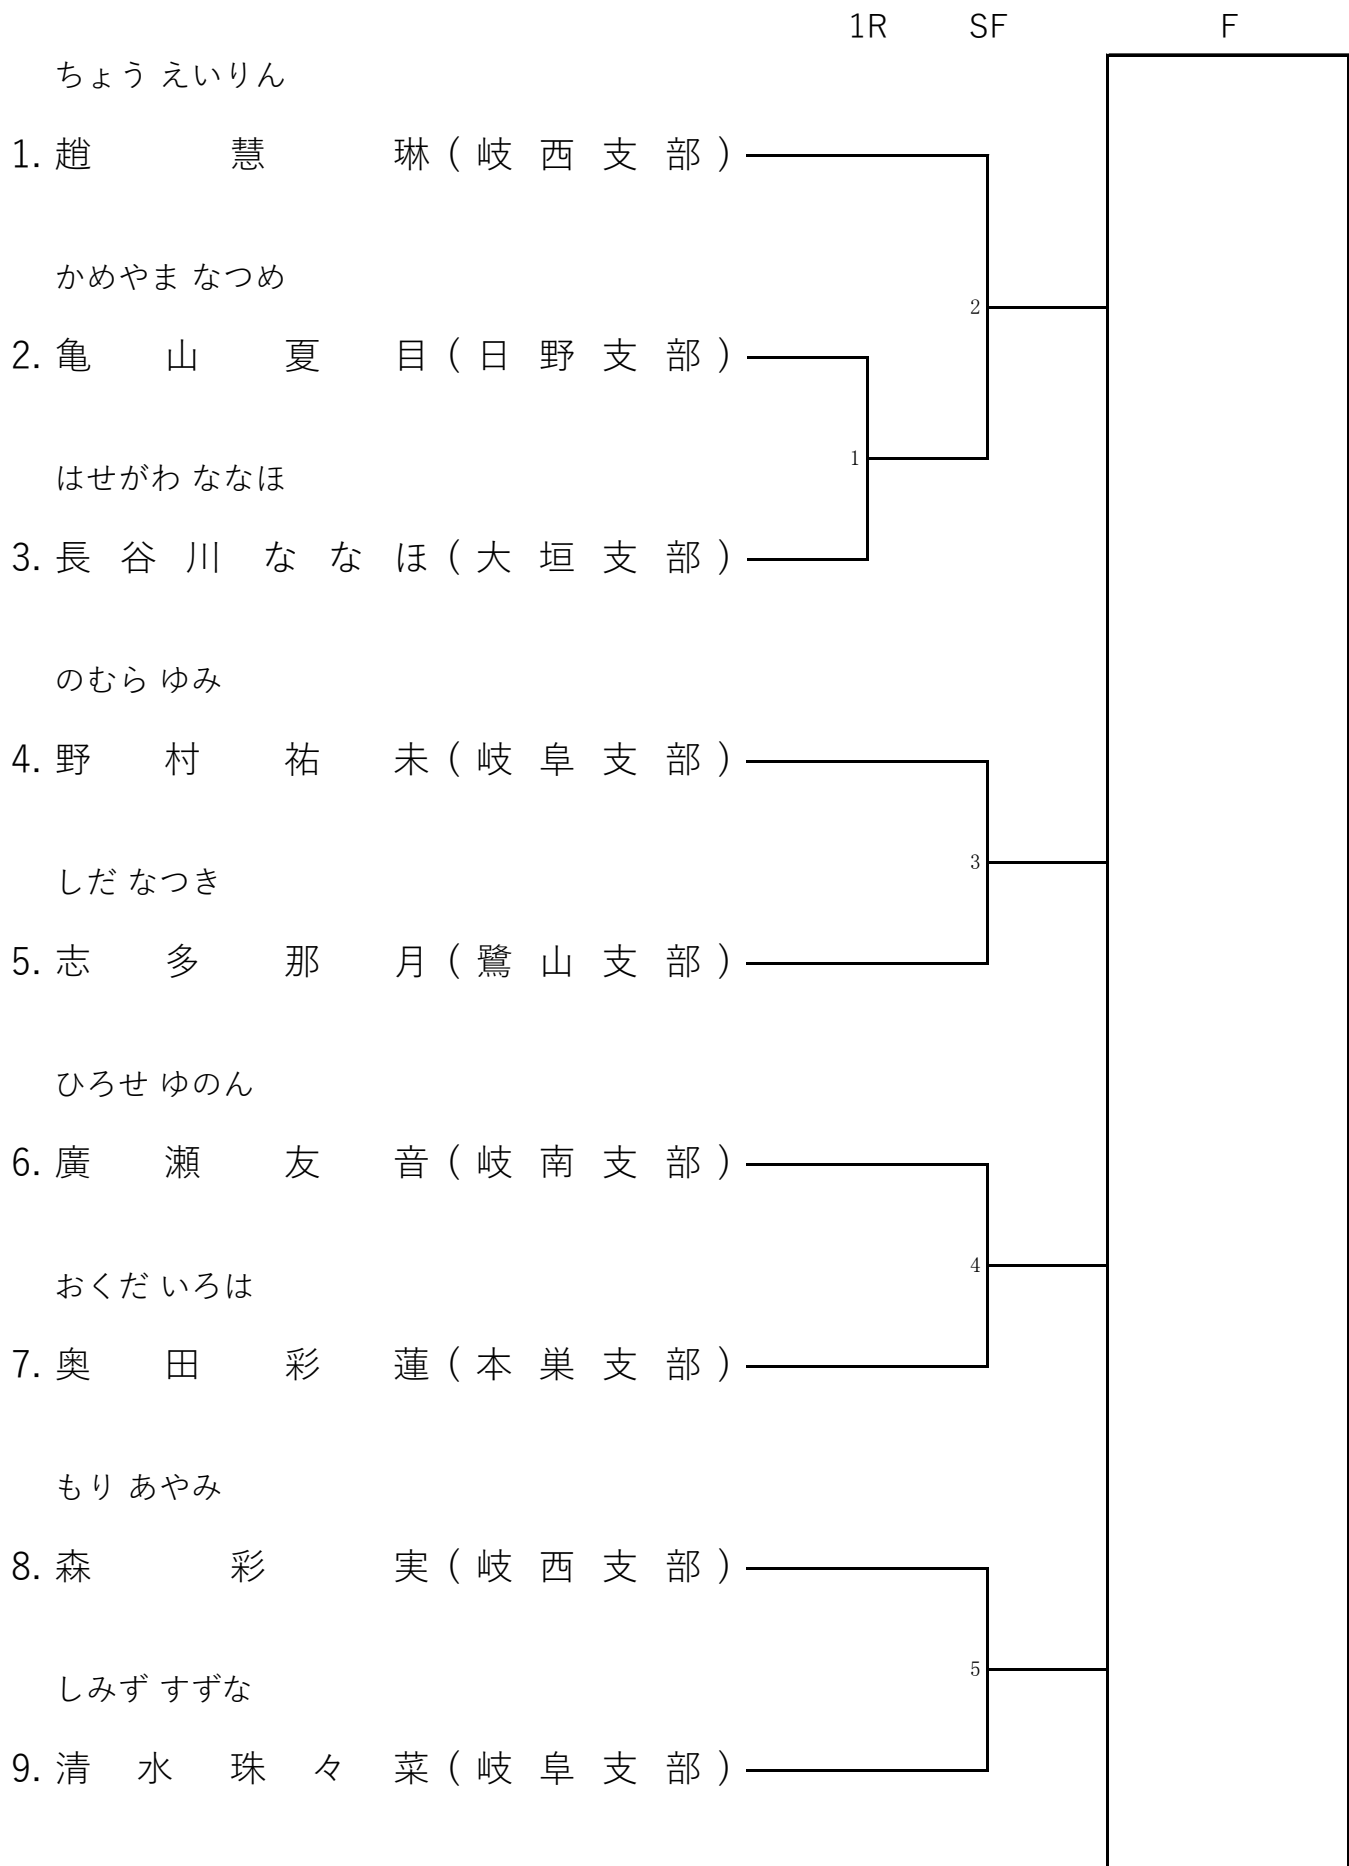 1R SF F
ちょう えいりん
1. 趙 慧 琳 ( 岐 西 支 部 )
かめやま なつめ
2
2. 亀 山 夏 目 ( 日 野 支 部 )
1
はせがわ ななほ
3. 長 谷 川 な な ほ ( 大 垣 支 部 )
のむら ゆみ
4. 野 村 祐 未 ( 岐 阜 支 部 )
3
しだ なつき
5. 志 多 那 月 ( 鷺 山 支 部 )
ひろせ ゆのん
6. 廣 瀬 友 音 ( 岐 南 支 部 )
4
おくだ いろは
7. 奥 田 彩 蓮 ( 本 巣 支 部 )
もり あやみ
8. 森 彩 実 ( 岐 西 支 部 )
5
しみず すずな
9. 清 水 珠 々 菜 ( 岐 阜 支 部 )